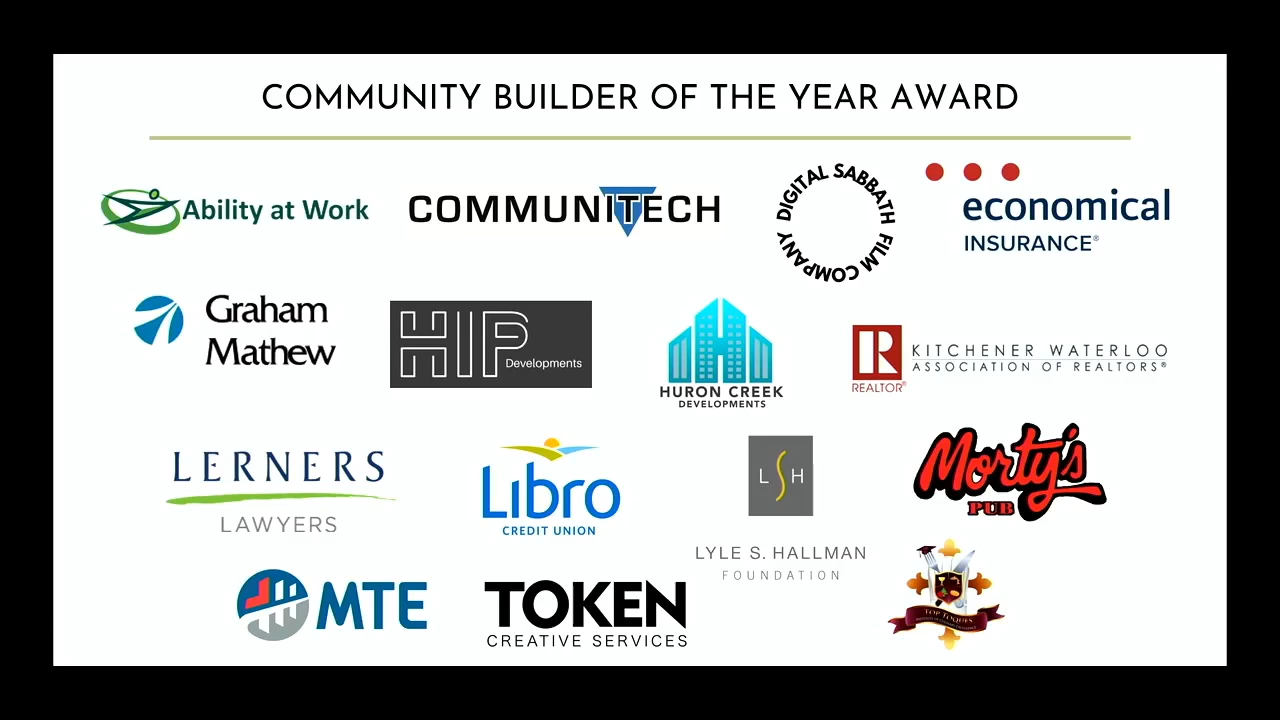 COMMUNITY BUILDER OF THE YEAR AWARD
Ability at Work
COMMUNITECH
DIGITAL SABBATH FILM COMPANY
economical
INSURANCE®
Graham
Mathew
HIP
Developments
HURON CREEK
DEVELOPMENTS
R
REALTOR®
KITCHENER WATERLOO
ASSOCIATION OF REALTORS®
LERNERS
LAWYERS
Libro
CREDIT UNION
L S H
LYLE S. HALLMAN
FOUNDATION
Morty's
PUB
MTE
TOKEN
CREATIVE SERVICES
TOP TOQUES